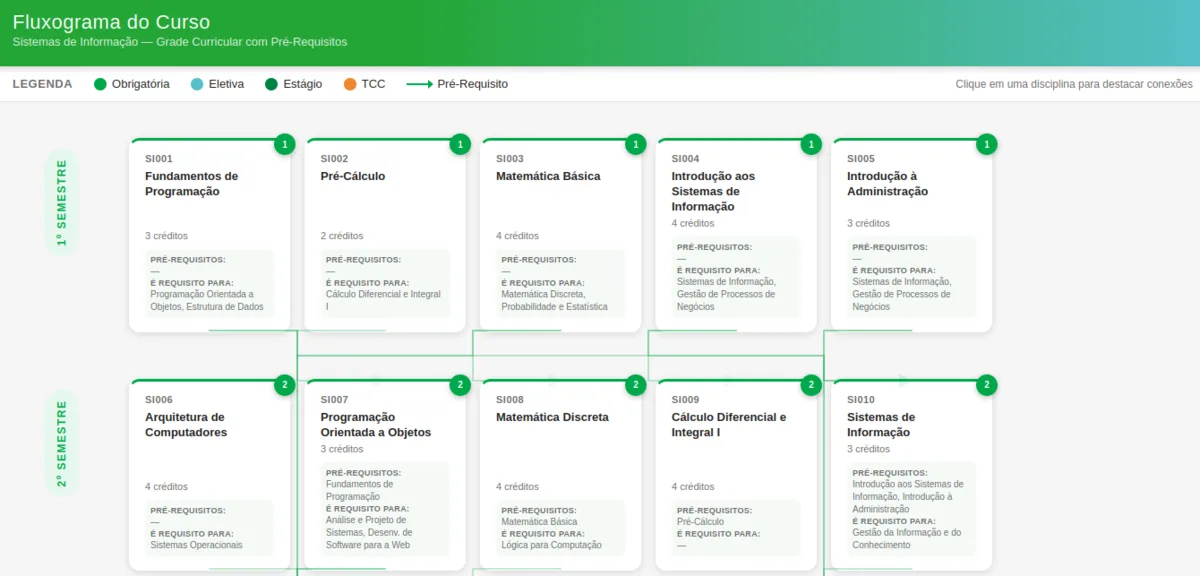 Fluxograma do Curso
Sistemas de Informação — Grade Curricular com Pré-Requisitos
LEGENDA
Obrigatória
Eletiva
Estágio
TCC
Pré-Requisito
Clique em uma disciplina para destacar conexões
1º SEMESTRE
1
SI001
Fundamentos de
Programação
3 créditos
PRÉ-REQUISITOS:
—
É REQUISITO PARA:
Programação Orientada a
Objetos, Estrutura de Dados
1
SI002
Pré-Cálculo
2 créditos
PRÉ-REQUISITOS:
—
É REQUISITO PARA:
Cálculo Diferencial e Integral
I
1
SI003
Matemática Básica
4 créditos
PRÉ-REQUISITOS:
—
É REQUISITO PARA:
Matemática Discreta,
Probabilidade e Estatística
1
SI004
Introdução aos
Sistemas de
Informação
4 créditos
PRÉ-REQUISITOS:
—
É REQUISITO PARA:
Sistemas de Informação,
Gestão de Processos de
Negócios
1
SI005
Introdução à
Administração
3 créditos
PRÉ-REQUISITOS:
—
É REQUISITO PARA:
Sistemas de Informação,
Gestão de Processos de
Negócios
2º SEMESTRE
2
SI006
Arquitetura de
Computadores
4 créditos
PRÉ-REQUISITOS:
—
É REQUISITO PARA:
Sistemas Operacionais
2
SI007
Programação
Orientada a Objetos
3 créditos
PRÉ-REQUISITOS:
Fundamentos de
Programação
É REQUISITO PARA:
Análise e Projeto de
Sistemas, Desenv. de
Software para a Web
2
SI008
Matemática Discreta
4 créditos
PRÉ-REQUISITOS:
Matemática Básica
É REQUISITO PARA:
Lógica para Computação
2
SI009
Cálculo Diferencial e
Integral I
4 créditos
PRÉ-REQUISITOS:
Pré-Cálculo
É REQUISITO PARA:
—
2
SI010
Sistemas de
Informação
3 créditos
PRÉ-REQUISITOS:
Introdução aos Sistemas de
Informação, Introdução à
Administração
É REQUISITO PARA:
Gestão da Informação e do
Conhecimento